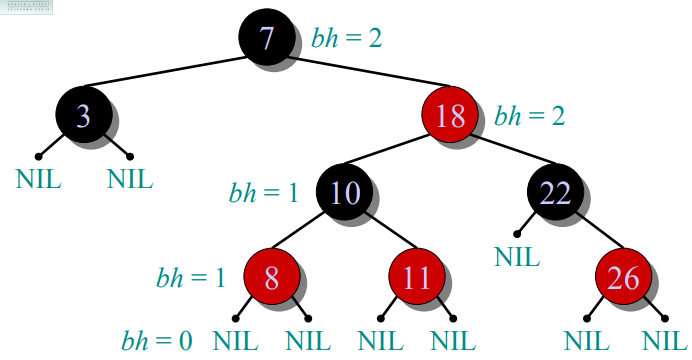 7 bh = 2
3 18 bh = 2
NIL NIL bh = 1 10 22
NIL
bh = 1 8 11 26
bh = 0 NIL NIL NIL NIL NIL NIL